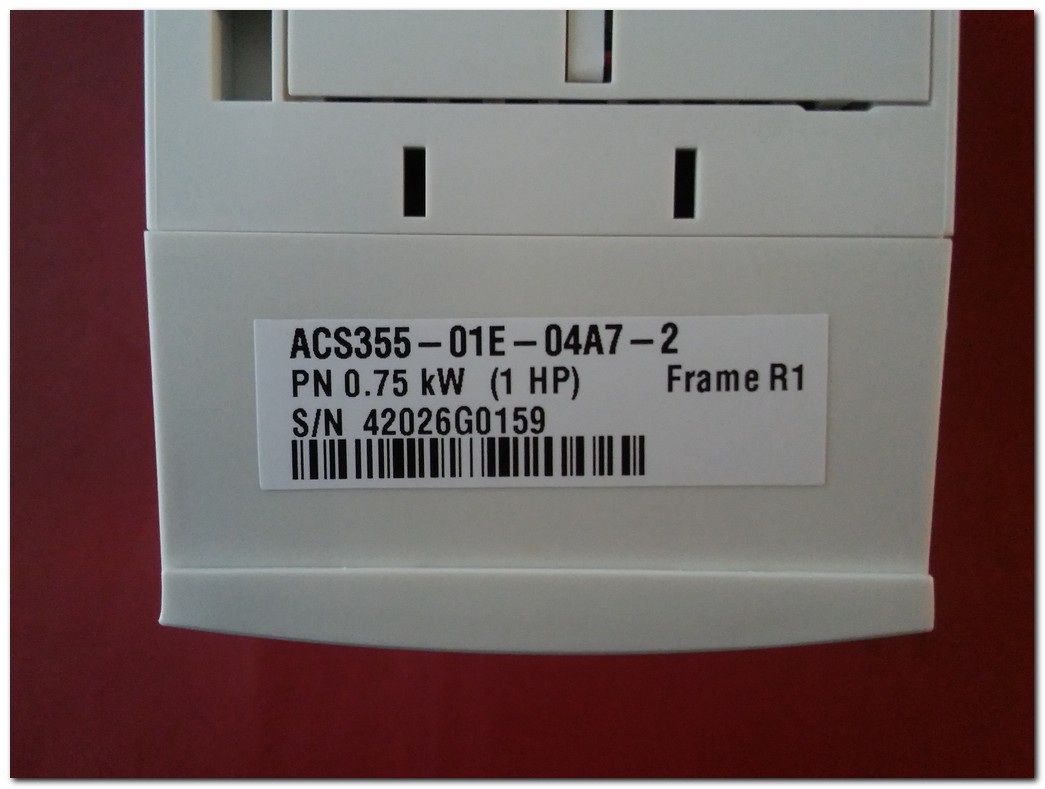 ACS355-01E-04A7-2
PN 0.75 kW (1 HP) Frame R1
S/N 42026G0159